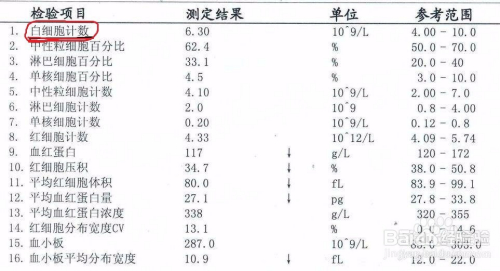 检验项目 测定结果 单位 参考范围
1. 白细胞计数 6.30 10^9/L 4.00 - 10.0
2. 中性粒细胞百分比 62.4 % 50.0 - 70.0
3. 淋巴细胞百分比 33.1 % 20.0 - 40
4. 单核细胞百分比 4.5 % 3.0 - 10.0
5. 中性粒细胞计数 4.10 10^9/L 2.00 - 7.0
6. 淋巴细胞计数 2.0 10^9 0.8 - 4.00
7. 单核细胞计数 0.20 10^9/L 0.12 - 0.8
8. 红细胞计数 4.33 10^12/L 4.09 - 5.74
9. 血红蛋白 117 ↓ g/L 120 - 172
10. 红细胞压积 34.7 ↓ % 38.0 - 50.8
11. 平均红细胞体积 80.0 ↓ fL 83.9 - 99.1
12. 平均血红蛋白量 27.1 ↓ pg 27.8 - 33.8
13. 平均血红蛋白浓度 338 g/L 320 - 355
14. 红细胞分布宽度CV 13.1 % 0.0 - 14.6
15. 血小板 287.0 10^9/L
16. 血小板平均分布宽度 10.9 ↓ % 12.0 - 22.0